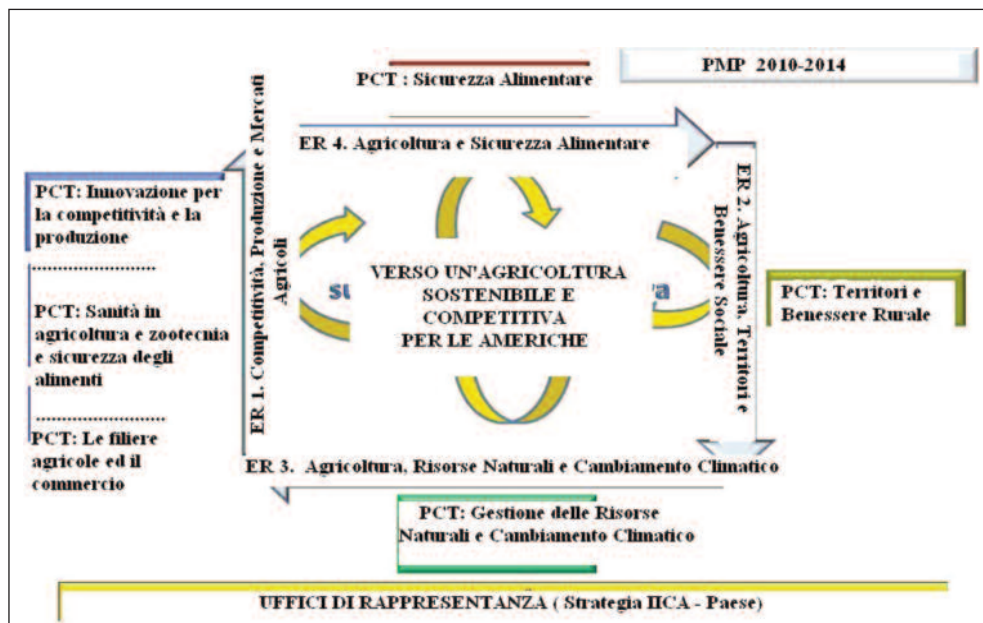 PMP 2010-2014
PCT : Sicurezza Alimentare
ER 4. Agricoltura e Sicurezza Alimentare
ER 1. Competitività, Produzione e Mercati
Agricoli
ER 2. Agricoltura, Territori e
Benessere Sociale
PCT: Innovazione per
la competitività e la
produzione
..........................
PCT: Sanità in
agricoltura e zootecnia
e sicurezza degli
alimenti
..........................
PCT: Le filiere
agricole ed il
commercio
VERSO UN'AGRICOLTURA
SOSTENIBILE E
COMPETITIVA
PER LE AMERICHE
PCT: Territori e
Benessere Rurale
ER 3. Agricoltura, Risorse Naturali e Cambiamento Climatico
PCT: Gestione delle Risorse
Naturali e Cambiamento Climatico
UFFICI DI RAPPRESENTANZA ( Strategia IICA - Paese)